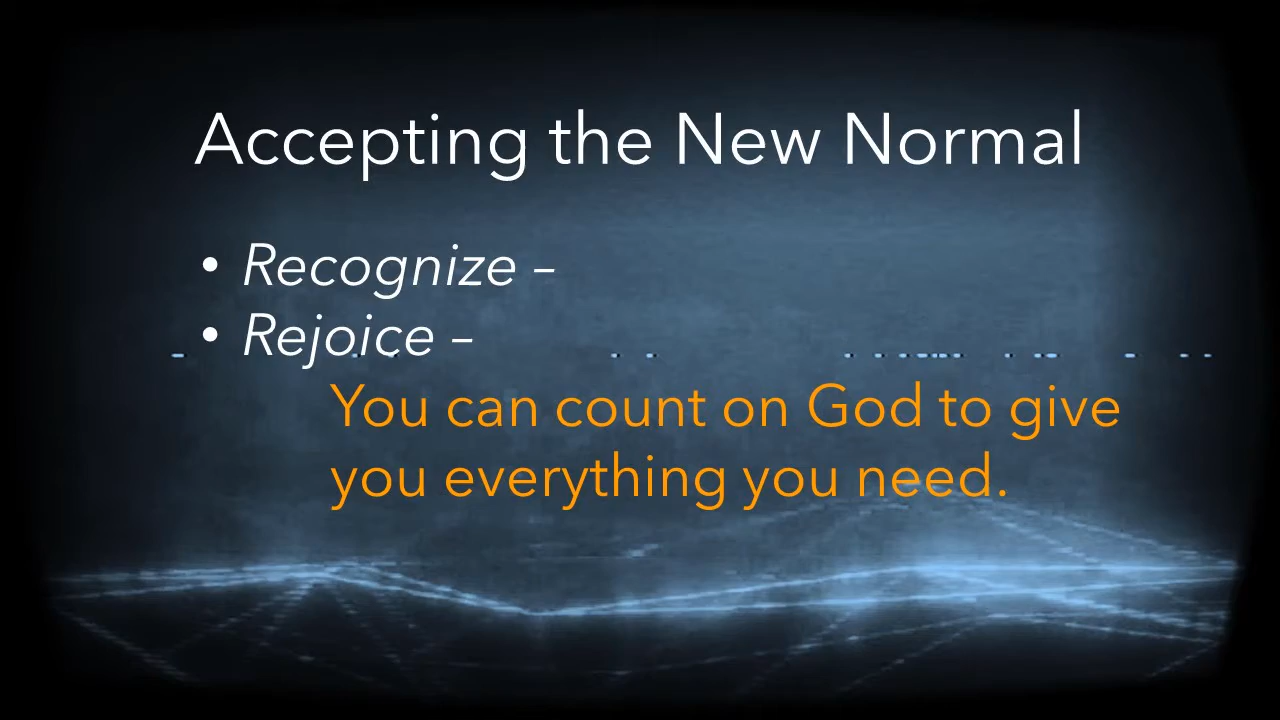 Accepting the New Normal
• Recognize –
• Rejoice –
You can count on God to give
you everything you need.